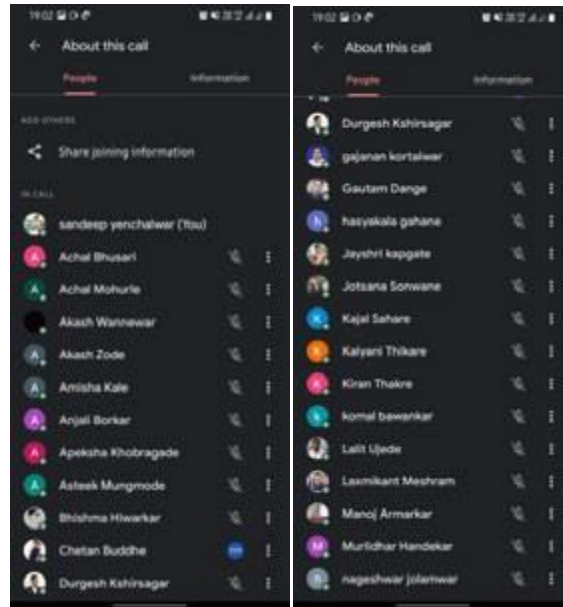 19:02
About this call
People Information
ADD OTHERS
Share joining information
IN CALL
sandeep yenchalwar (You)
Achal Bhusari
A Achal Mohurle
Akash Wannewar
A Akash Zode
A Amisha Kale
A Anjali Borkar
A Apeksha Khobragade
A Asteek Mungmode
Bhishma Hiwarkar
Chetan Buddhe
Durgesh Kshirsagar
19:02
About this call
People Information
Durgesh Kshirsagar
gajanan kortalwar
Gautam Dange
h hasyakala gahane
Jayshri kapgate
Jotsana Sonwane
K Kajal Sahare
K Kalyani Thikare
K Kiran Thakre
k komal bawankar
Lalit Ujede
Laxmikant Meshram
Manoj Armarkar
M Murlidhar Handekar
n nageshwar jolamwar